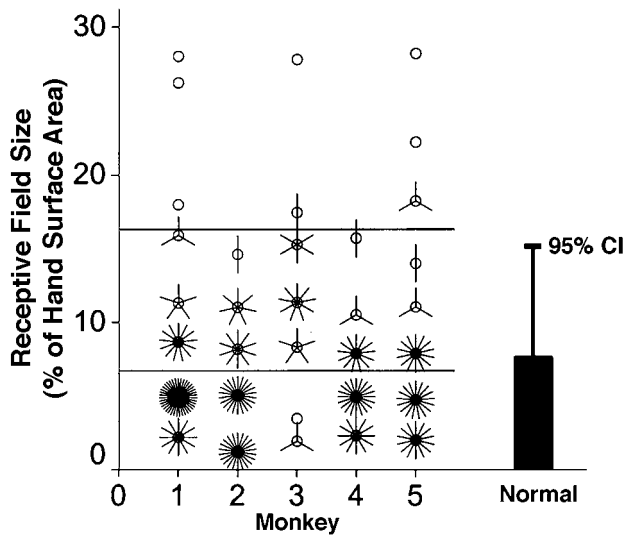 Receptive Field Size
(% of Hand Surface Area)
30
20
10
0
0 1 2 3 4 5
Monkey
95% CI
Normal